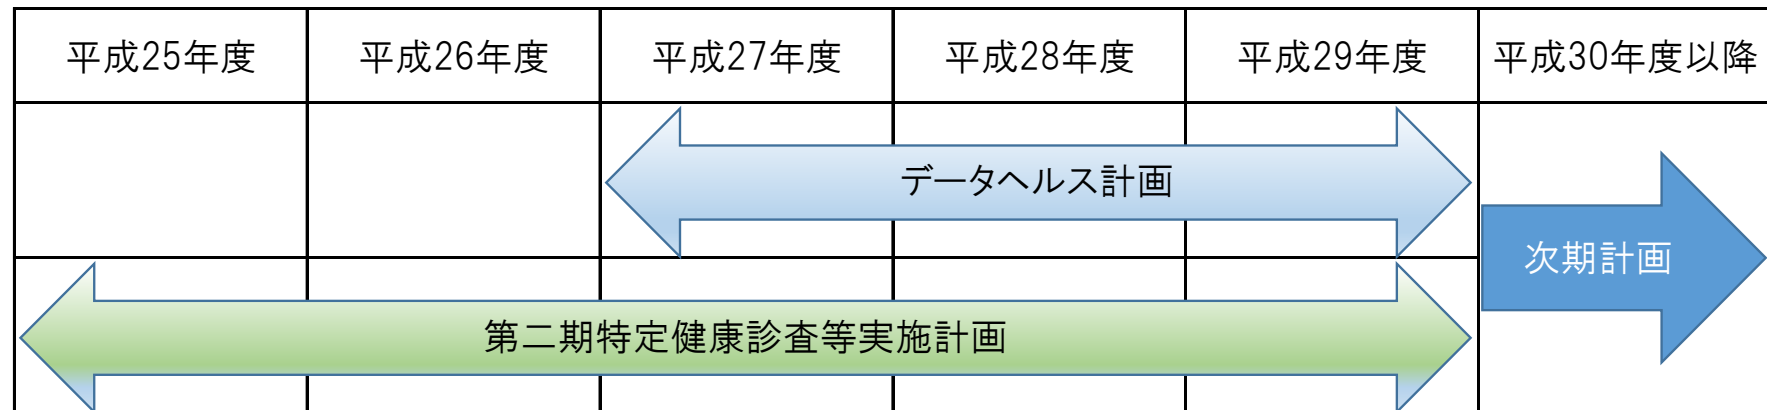 平成25年度 平成26年度 平成27年度 平成28年度 平成29年度 平成30年度以降
データヘルス計画
次期計画
第二期特定健康診査等実施計画